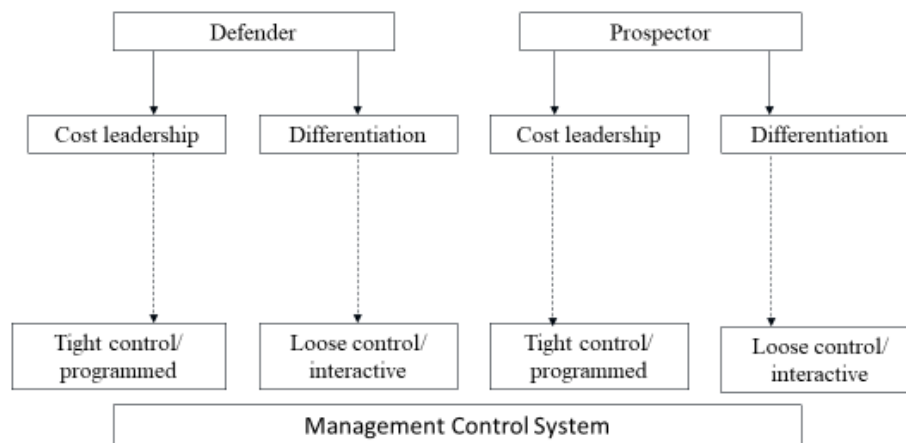 Defender
Prospector
Cost leadership
Differentiation
Cost leadership
Differentiation
Tight control/
programmed
Loose control/
interactive
Tight control/
programmed
Loose control/
interactive
Management Control System